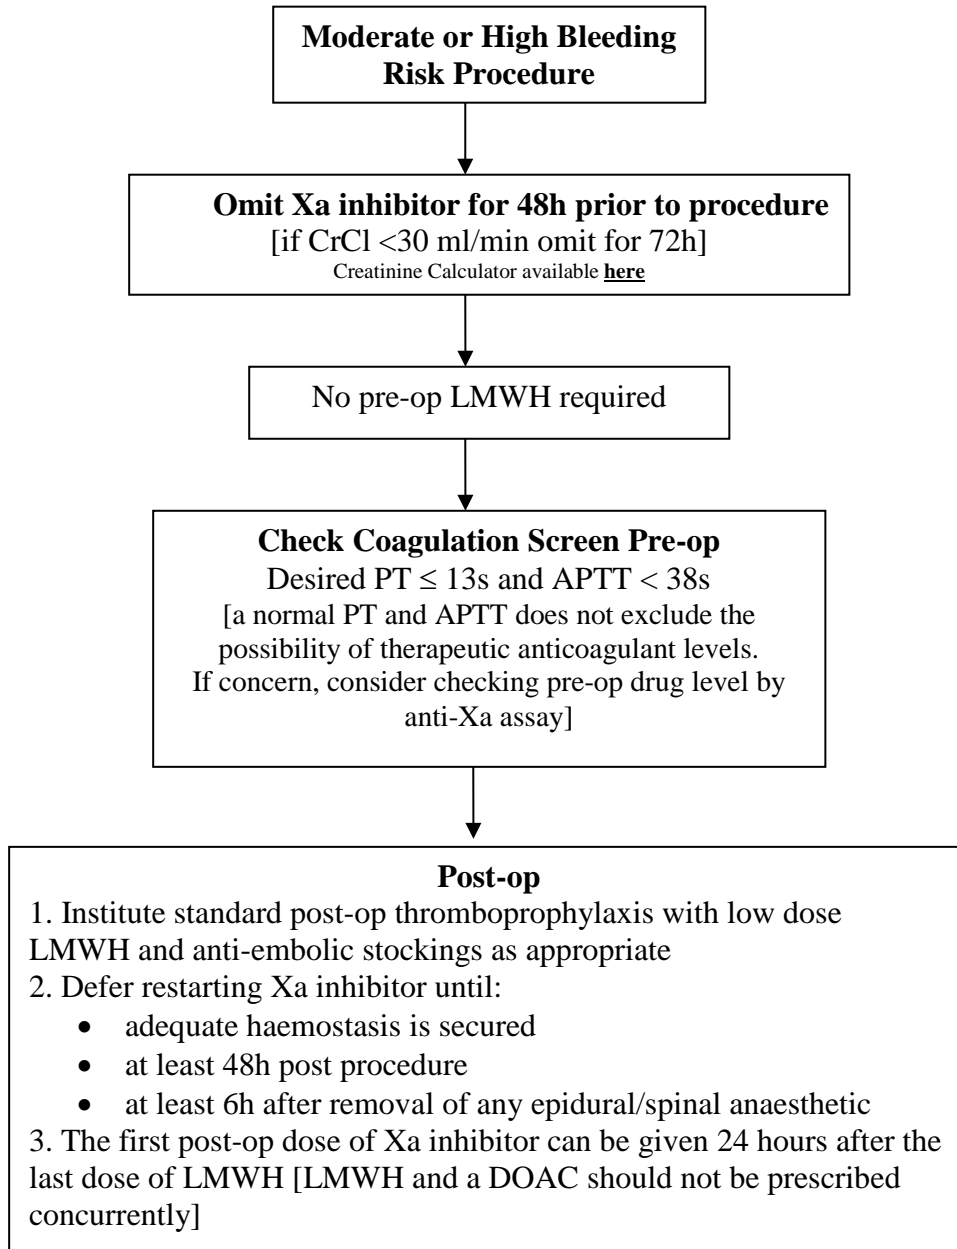 Moderate or High Bleeding
Risk Procedure
Omit Xa inhibitor for 48h prior to procedure
[if CrCl <30 ml/min omit for 72h]
Creatinine Calculator available here
No pre-op LMWH required
Check Coagulation Screen Pre-op
Desired PT ≤ 13s and APTT < 38s
[a normal PT and APTT does not exclude the
possibility of therapeutic anticoagulant levels.
If concern, consider checking pre-op drug level by
anti-Xa assay]
Post-op
1. Institute standard post-op thromboprophylaxis with low dose
LMWH and anti-embolic stockings as appropriate
2. Defer restarting Xa inhibitor until:
• adequate haemostasis is secured
• at least 48h post procedure
• at least 6h after removal of any epidural/spinal anaesthetic
3. The first post-op dose of Xa inhibitor can be given 24 hours after the
last dose of LMWH [LMWH and a DOAC should not be prescribed
concurrently]